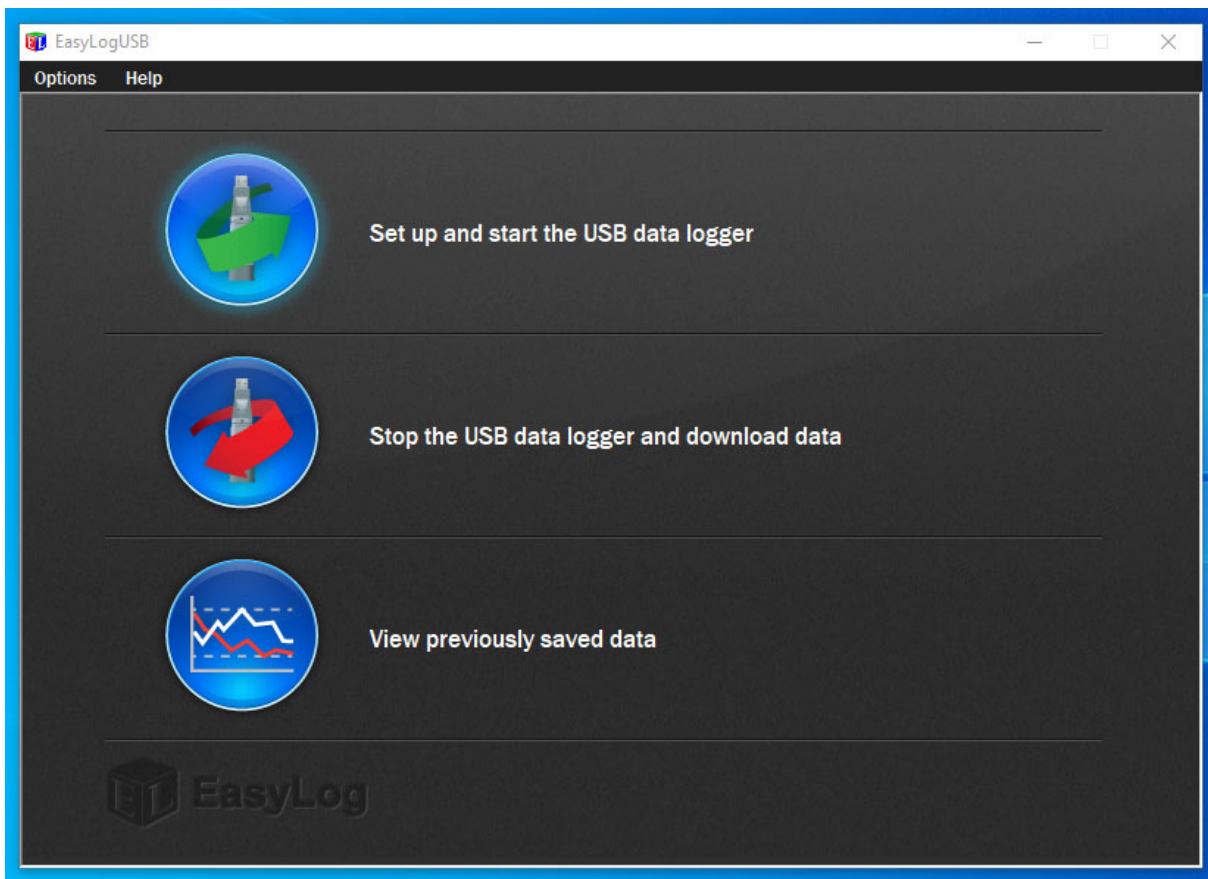 EasyLogUSB
Options Help
Set up and start the USB data logger
Stop the USB data logger and download data
View previously saved data
EL EasyLog